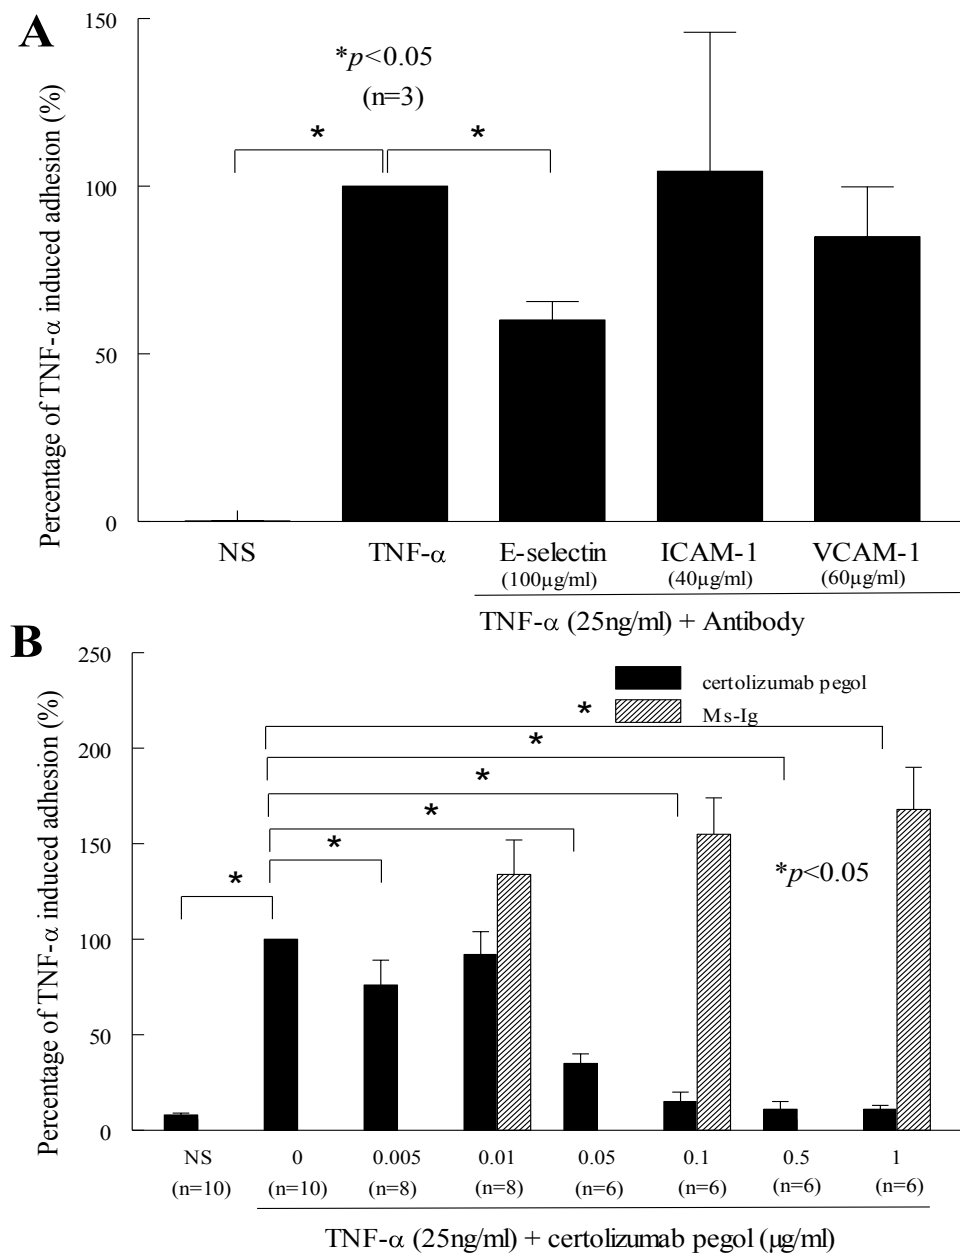 A
Percentage of TNF-α induced adhesion (%)
150
100
50
0
*p<0.05
(n=3)
*
*
NS
TNF-α
E-selectin
(100μg/ml)
ICAM-1
(40μg/ml)
VCAM-1
(60μg/ml)
TNF-α (25ng/ml) + Antibody
B
Percentage of TNF-α induced adhesion (%)
250
200
150
100
50
0
certolizumab pegol
Ms-Ig
*
*
*
*
*
*
*p<0.05
NS 0 0.005 0.01 0.05 0.1 0.5 1
(n=10) (n=10) (n=8) (n=8) (n=6) (n=6) (n=6) (n=6)
TNF-α (25ng/ml) + certolizumab pegol (μg/ml)